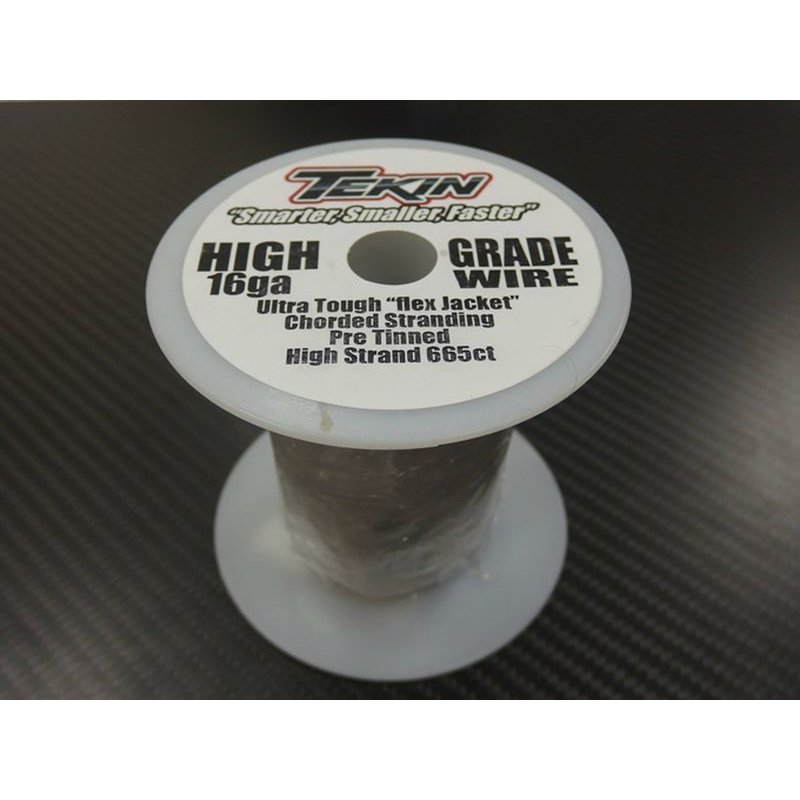 TEKIN
"Smarter, Smaller, Faster"
HIGH GRADE
16ga WIRE
Ultra Tough "flex Jacket"
Chorded Stranding
Pre Tinned
High Strand 665ct